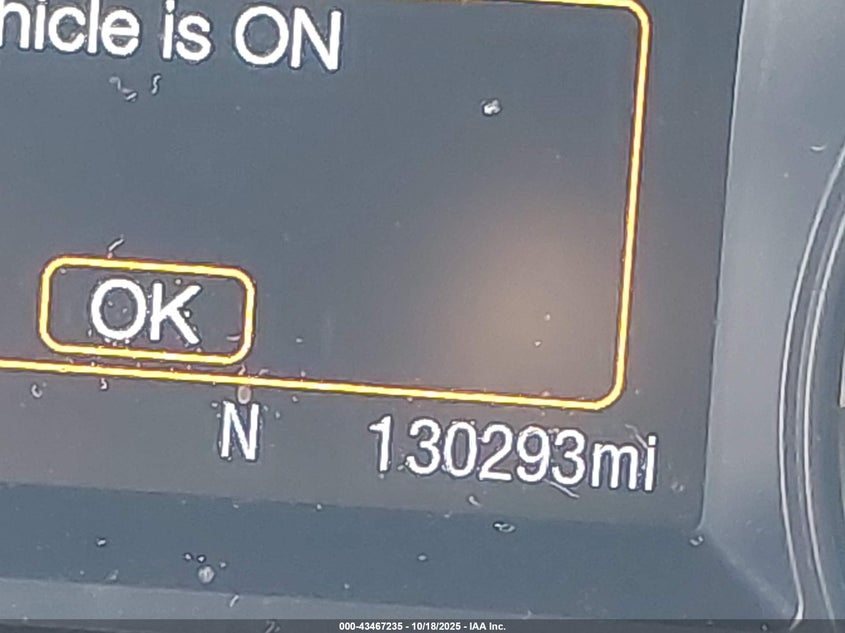 hicle is ON
OK
N 130293mi
000-43467235 - 10/18/2025 - IAA Inc.